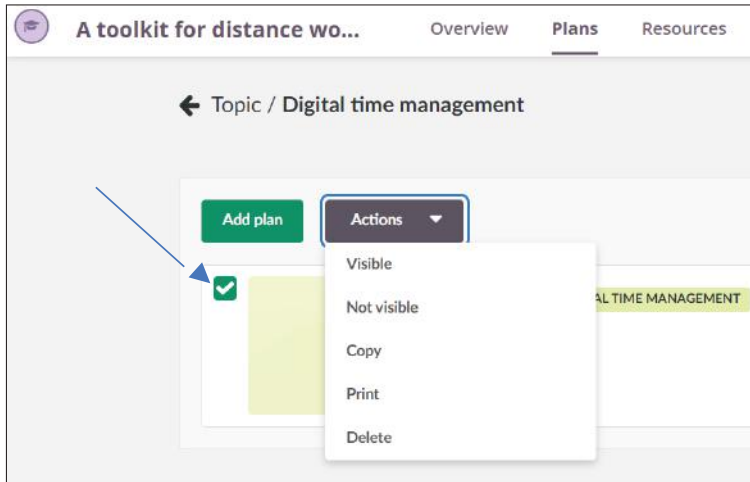 A toolkit for distance wo... Overview Plans Resources
Topic / Digital time management
Add plan Actions
Visible
Not visible
AL TIME MANAGEMENT
Copy
Print
Delete